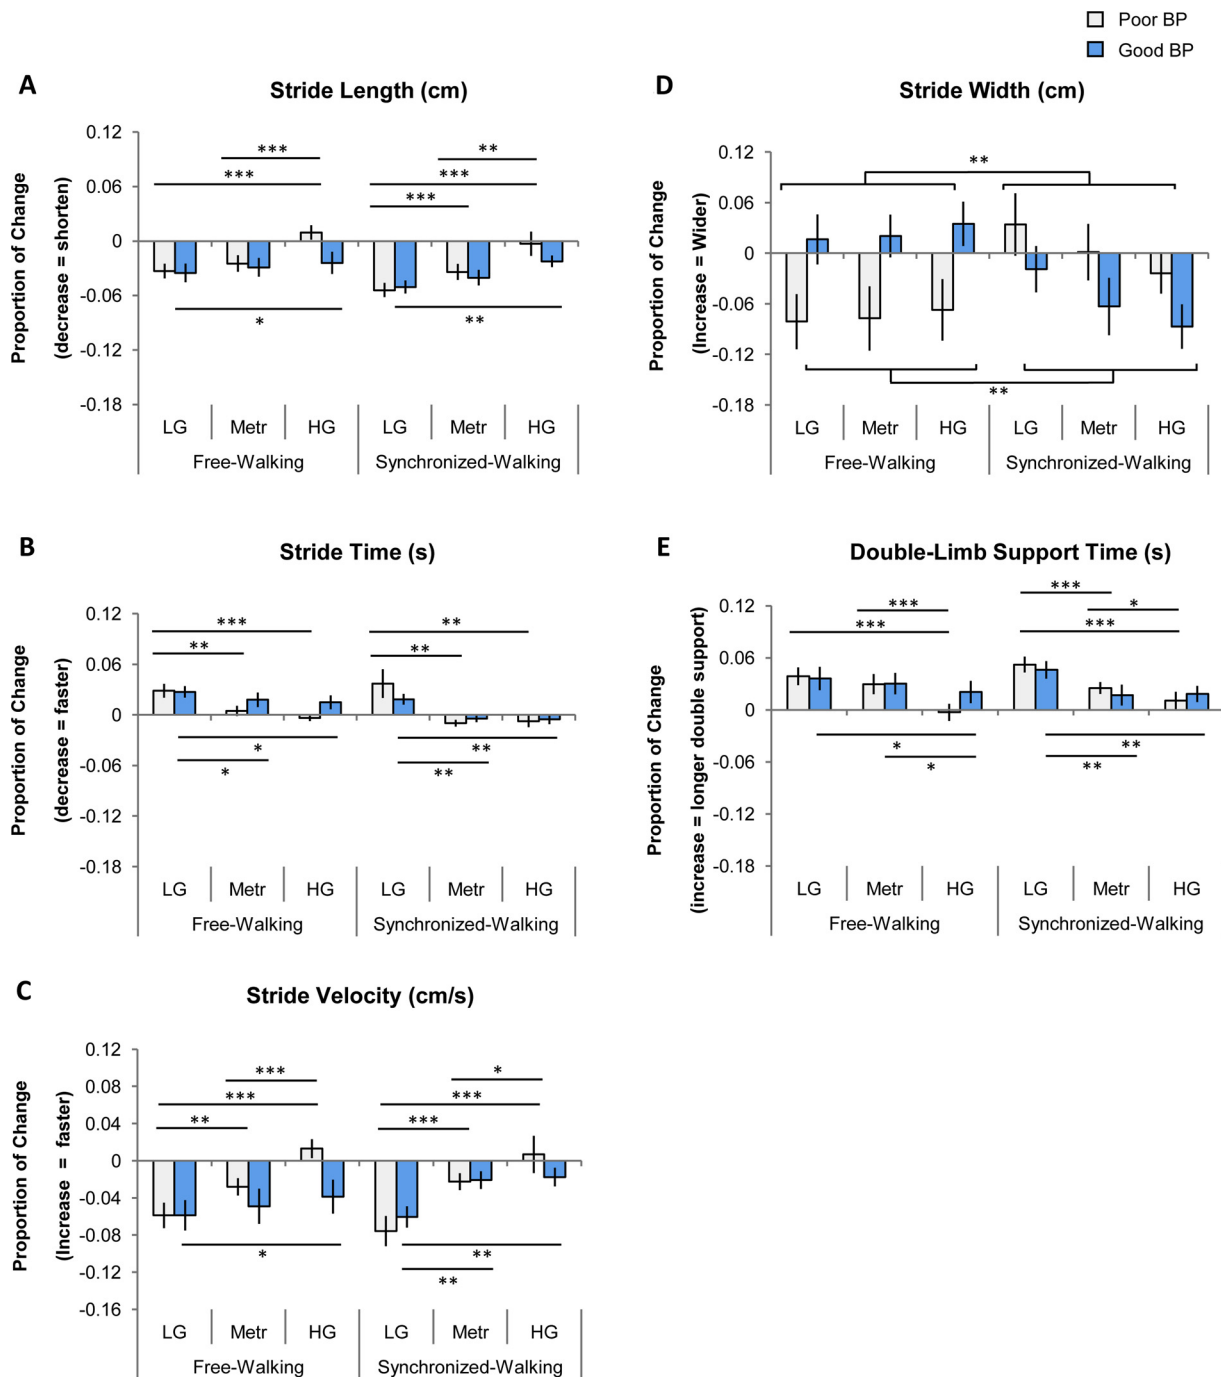 Poor BP
Good BP
A
Stride Length (cm)
Proportion of Change
(decrease = shorten)
0.12
0.06
0
-0.06
-0.12
-0.18
***
***
**
***
***
*
**
LG Metr HG LG Metr HG
Free-Walking Synchronized-Walking
D
Stride Width (cm)
Proportion of Change
(Increase = Wider)
0.12
0.06
0
-0.06
-0.12
-0.18
**
**
LG Metr HG LG Metr HG
Free-Walking Synchronized-Walking
B
Stride Time (s)
Proportion of Change
(decrease = faster)
0.12
0.06
0
-0.06
-0.12
-0.18
***
**
**
**
*
*
**
**
LG Metr HG LG Metr HG
Free-Walking Synchronized-Walking
E
Double-Limb Support Time (s)
Proportion of Change
(increase = longer double support)
0.12
0.06
0
-0.06
-0.12
-0.18
***
***
***
*
***
*
*
**
**
LG Metr HG LG Metr HG
Free-Walking Synchronized-Walking
C
Stride Velocity (cm/s)
Proportion of Change
(Increase = faster)
0.12
0.08
0.04
0
-0.04
-0.08
-0.12
-0.16
***
***
**
*
***
***
*
**
**
LG Metr HG LG Metr HG
Free-Walking Synchronized-Walking